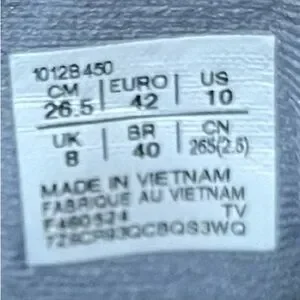 1012B450
CM | EURO | US
26.5 | 42 | 10
UK | BR | CN
8 | 40 | 265(2.5)
MADE IN VIETNAM
FABRIQUE AU VIETNAM
TV